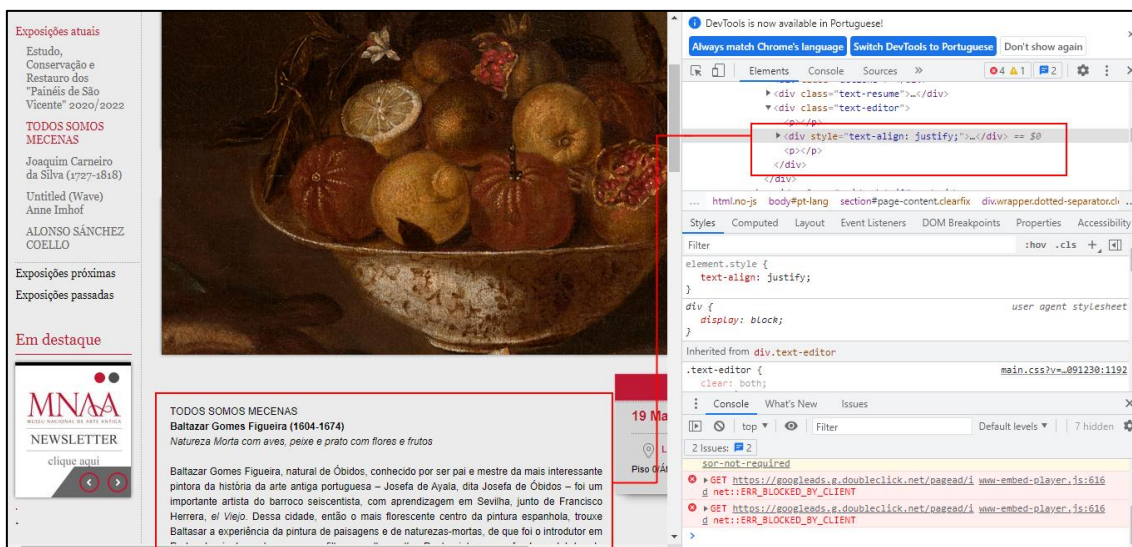 Exposições atuais
Estudo,
Conservação e
Restauro dos
"Painéis de São
Vicente" 2020/2022
TODOS SOMOS
MECENAS
Joaquim Carneiro
da Silva (1727-1818)
Untitled (Wave)
Anne Imhof
ALONSO SÁNCHEZ
COELLO
Exposições próximas
Exposições passadas
Em destaque
MNAA
MUSEU NACIONAL DE ARTE ANTIGA
NEWSLETTER
clique aqui
TODOS SOMOS MECENAS
Baltazar Gomes Figueira (1604-1674)
Natureza Morta com aves, peixe e prato com flores e frutos
Baltazar Gomes Figueira, natural de Óbidos, conhecido por ser pai e mestre da mais interessante
pintora da história da arte antiga portuguesa – Josefa de Ayala, dita Josefa de Óbidos – foi um
importante artista do barroco seiscentista, com aprendizagem em Sevilha, junto de Francisco
Herrera, el Viejo. Dessa cidade, então o mais florescente centro da pintura espanhola, trouxe
Baltasar a experiência da pintura de paisagens e de naturezas-mortas, de que foi o introdutor em
19 Ma
L
Piso 0/Át
DevTools is now available in Portuguese!
Always match Chrome's language Switch DevTools to Portuguese Don't show again
Elements Console Sources » 4 1 2
<div class="text-resume">…</div>
<div class="text-editor">
<p></p>
<div style="text-align: justify;">…</div> == $0
<p></p>
</div>
</div>
... html.no-js body#pt-lang section#page-content.clearfix div.wrapper.dotted-separator.cl ...
Styles Computed Layout Event Listeners DOM Breakpoints Properties Accessibility
Filter :hov .cls +
element.style {
text-align: justify;
}
div { user agent stylesheet
display: block;
}
Inherited from div.text-editor
.text-editor { main.css?v=…091230:1192
clear: both;
Console What's New Issues
top ▼ Filter Default levels ▼ 7 hidden
2 Issues: 2
sor-not-required
GET https://googleads.g.doubleclick.net/pagead/i www-embed-player.js:616
d net::ERR_BLOCKED_BY_CLIENT
GET https://googleads.g.doubleclick.net/pagead/i www-embed-player.js:616
d net::ERR_BLOCKED_BY_CLIENT
>